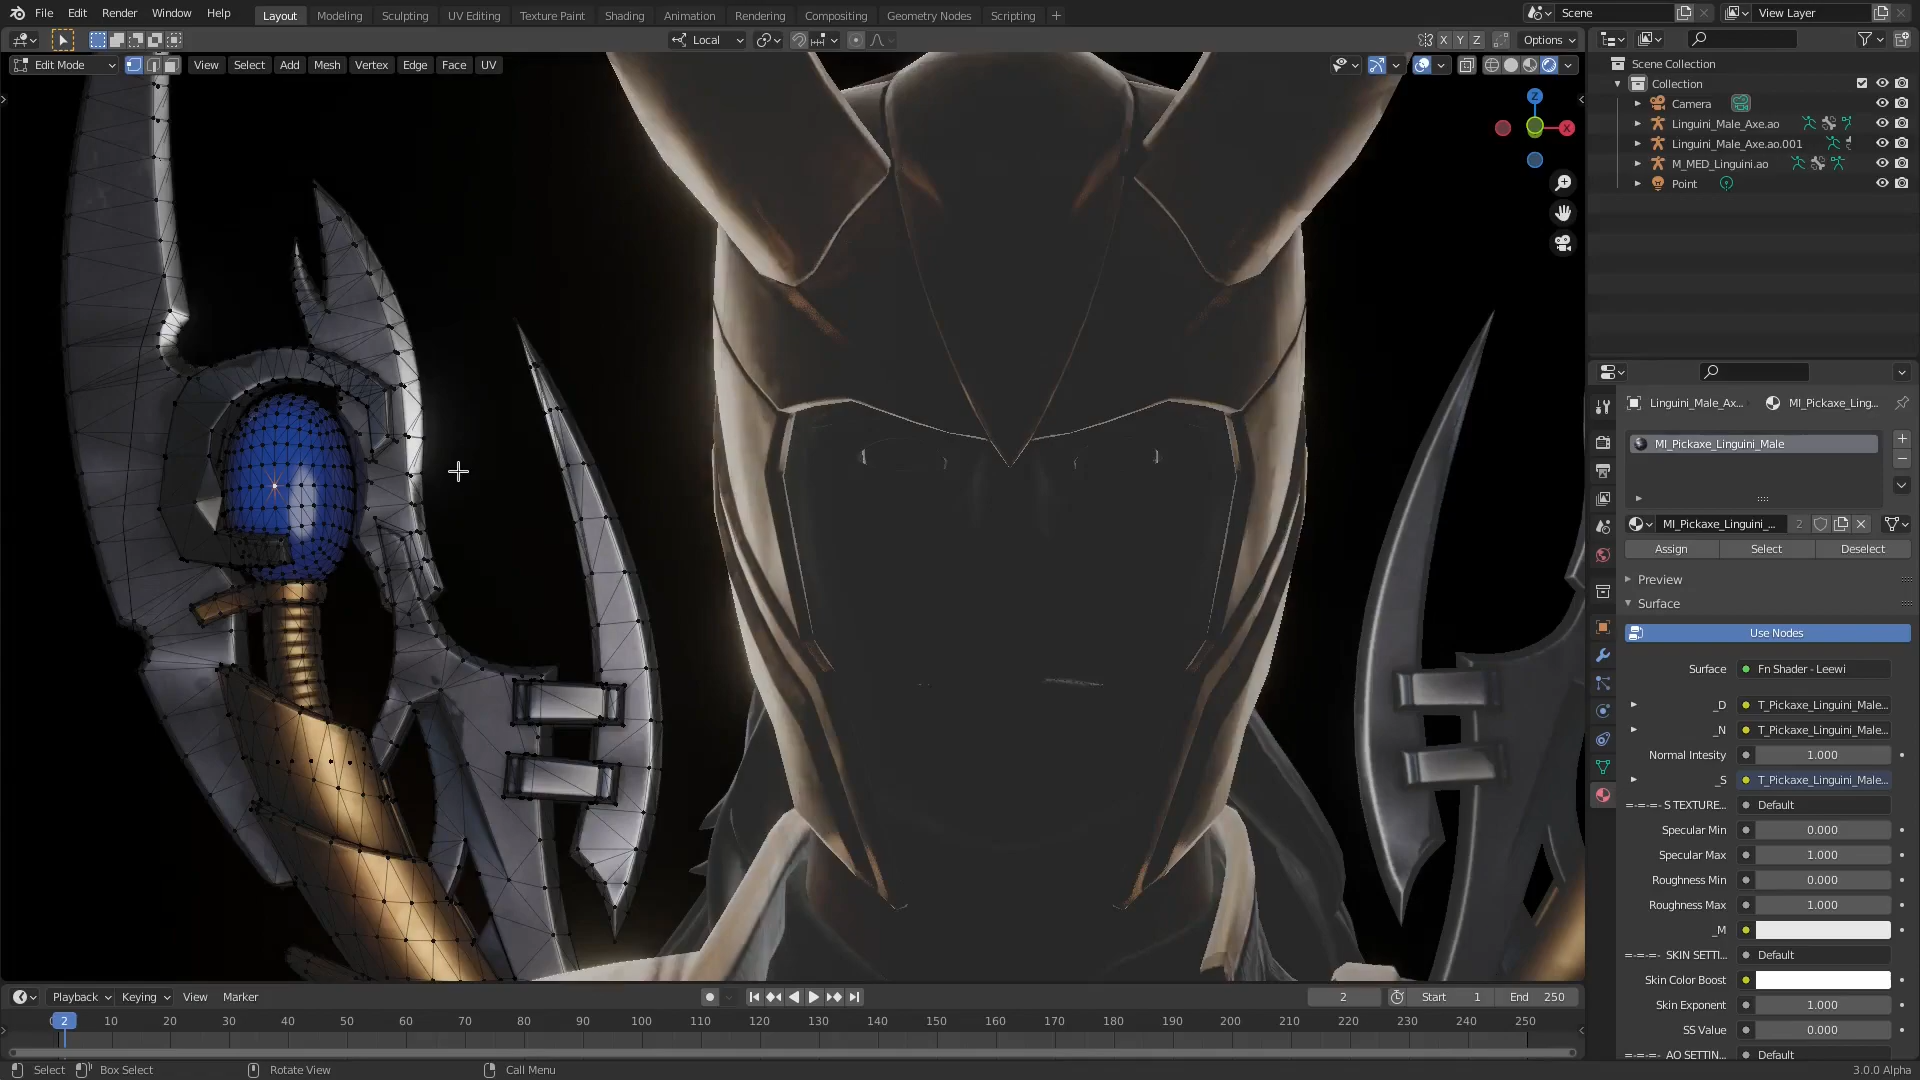 File Edit Render Window Help Layout Modeling Sculpting UV Editing Texture Paint Shading Animation Rendering Compositing Geometry Nodes Scripting + Scene View Layer
Local X Y Z Options
Edit Mode View Select Add Mesh Vertex Edge Face UV
Z
X
Scene Collection
Collection
Camera
Linguini_Male_Axe.ao
Linguini_Male_Axe.ao.001
M_MED_Linguini.ao
Point
Linguini_Male_Ax... MI_Pickaxe_Ling...
MI_Pickaxe_Linguini_Male
MI_Pickaxe_Linguini_... 2
Assign Select Deselect
Preview
Surface
Use Nodes
Surface Fn Shader - Leewi
_D T_Pickaxe_Linguini_Male...
_N T_Pickaxe_Linguini_Male...
Normal Intesity 1.000
_S T_Pickaxe_Linguini_Male...
=-=-=- S TEXTURE... Default
Specular Min 0.000
Specular Max 1.000
Roughness Min 0.000
Roughness Max 1.000
_M
=-=-=- SKIN SETTI... Default
Skin Color Boost
Skin Exponent 1.000
SS Value 0.000
=-=-=- AO SETTIN... Default
Playback Keying View Marker 2 Start 1 End 250
2 10 20 30 40 50 60 70 80 90 100 110 120 130 140 150 160 170 180 190 200 210 220 230 240 250
Select Box Select Rotate View Call Menu 3.0.0 Alpha